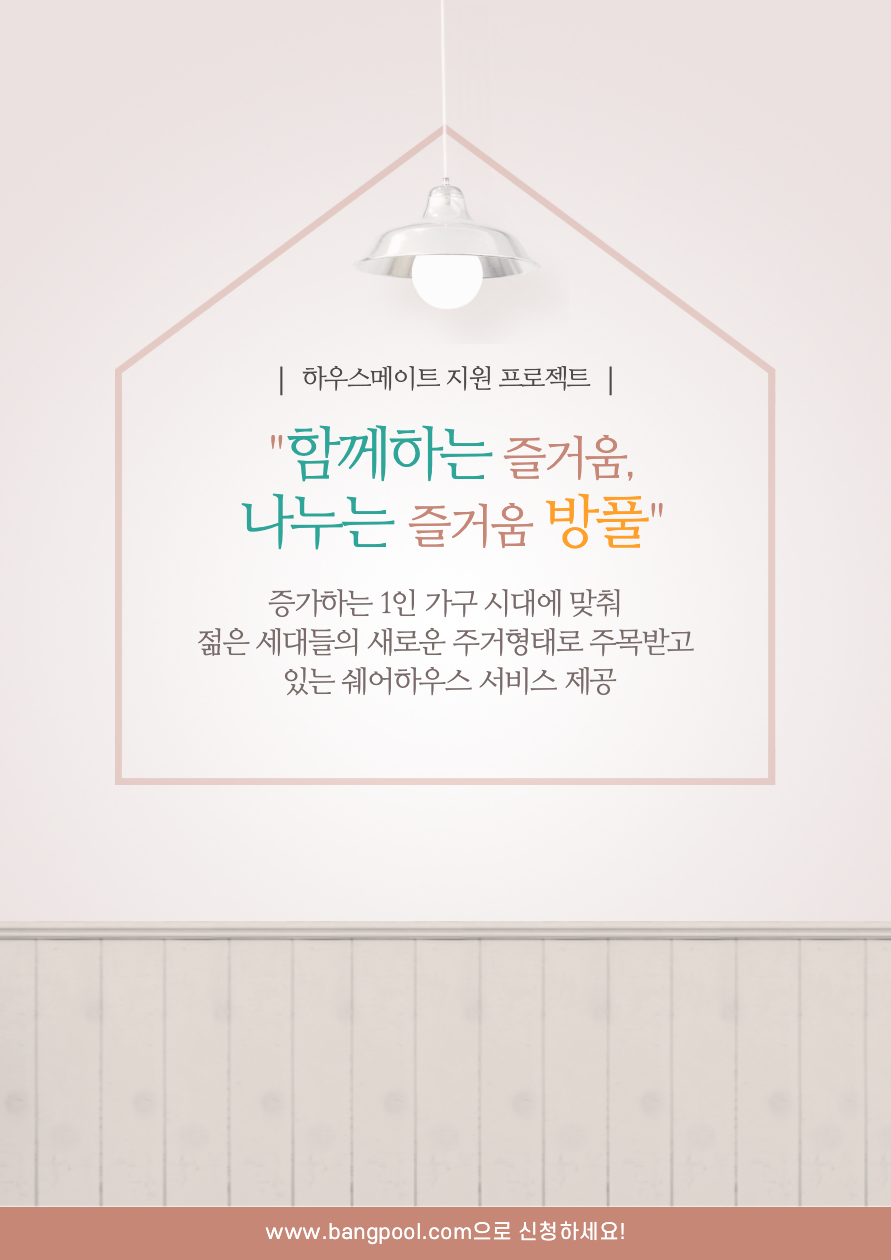 | 하우스메이트 지원 프로젝트 |
"함께하는 즐거움,
나누는 즐거움 방풀"
증가하는 1인 가구 시대에 맞춰
젊은 세대들의 새로운 주거형태로 주목받고
있는 쉐어하우스 서비스 제공
www.bangpool.com으로 신청하세요!